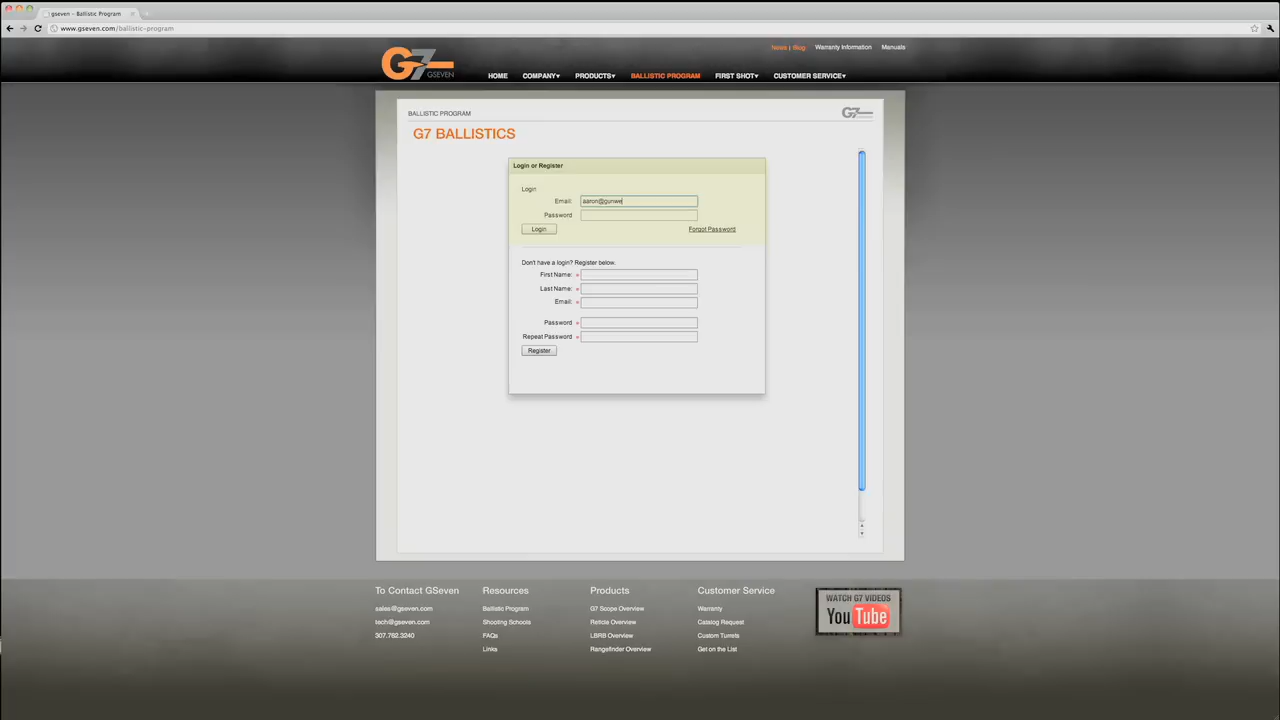 gseven - Ballistic Program
www.gseven.com/ballistic-program
G7
GSEVEN
News | Blog Warranty Information Manuals
HOME COMPANY▾ PRODUCTS▾ BALLISTIC PROGRAM FIRST SHOT▾ CUSTOMER SERVICE▾
BALLISTIC PROGRAM
G7
G7 BALLISTICS
Login or Register
Login
Email: aaron@gunwe
Password
Login Forgot Password
Don't have a login? Register below.
First Name: *
Last Name: *
Email: *
Password *
Repeat Password *
Register
To Contact GSeven
sales@gseven.com
tech@gseven.com
307.762.3240
Resources
Ballistic Program
Shooting Schools
FAQs
Links
Products
G7 Scope Overview
Reticle Overview
LBRB Overview
Rangefinder Overview
Customer Service
Warranty
Catalog Request
Custom Turrets
Get on the List
WATCH G7 VIDEOS
YouTube